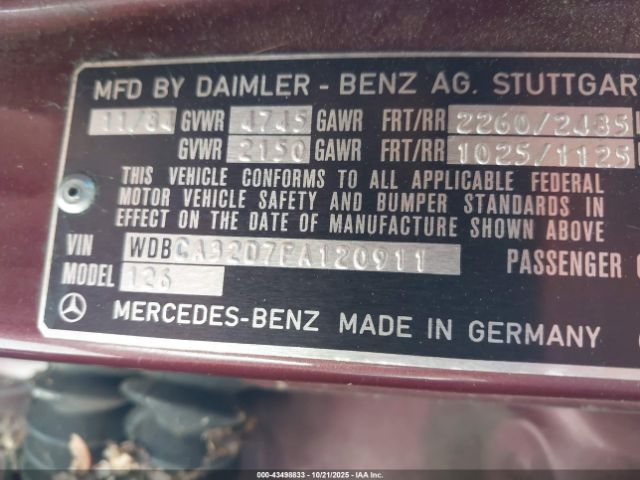 MFD BY DAIMLER - BENZ AG. STUTTGAR
11/84 GVWR 4745 GAWR FRT/RR 2260/2485
GVWR 2150 GAWR FRT/RR 1025/1125
THIS VEHICLE CONFORMS TO ALL APPLICABLE FEDERAL
MOTOR VEHICLE SAFETY AND BUMPER STANDARDS IN
EFFECT ON THE DATE OF MANUFACTURE SHOWN ABOVE
VIN WDB PASSENGER
MODEL 126
MERCEDES-BENZ MADE IN GERMANY
000-43498833 - 10/21/2025 - IAA Inc.